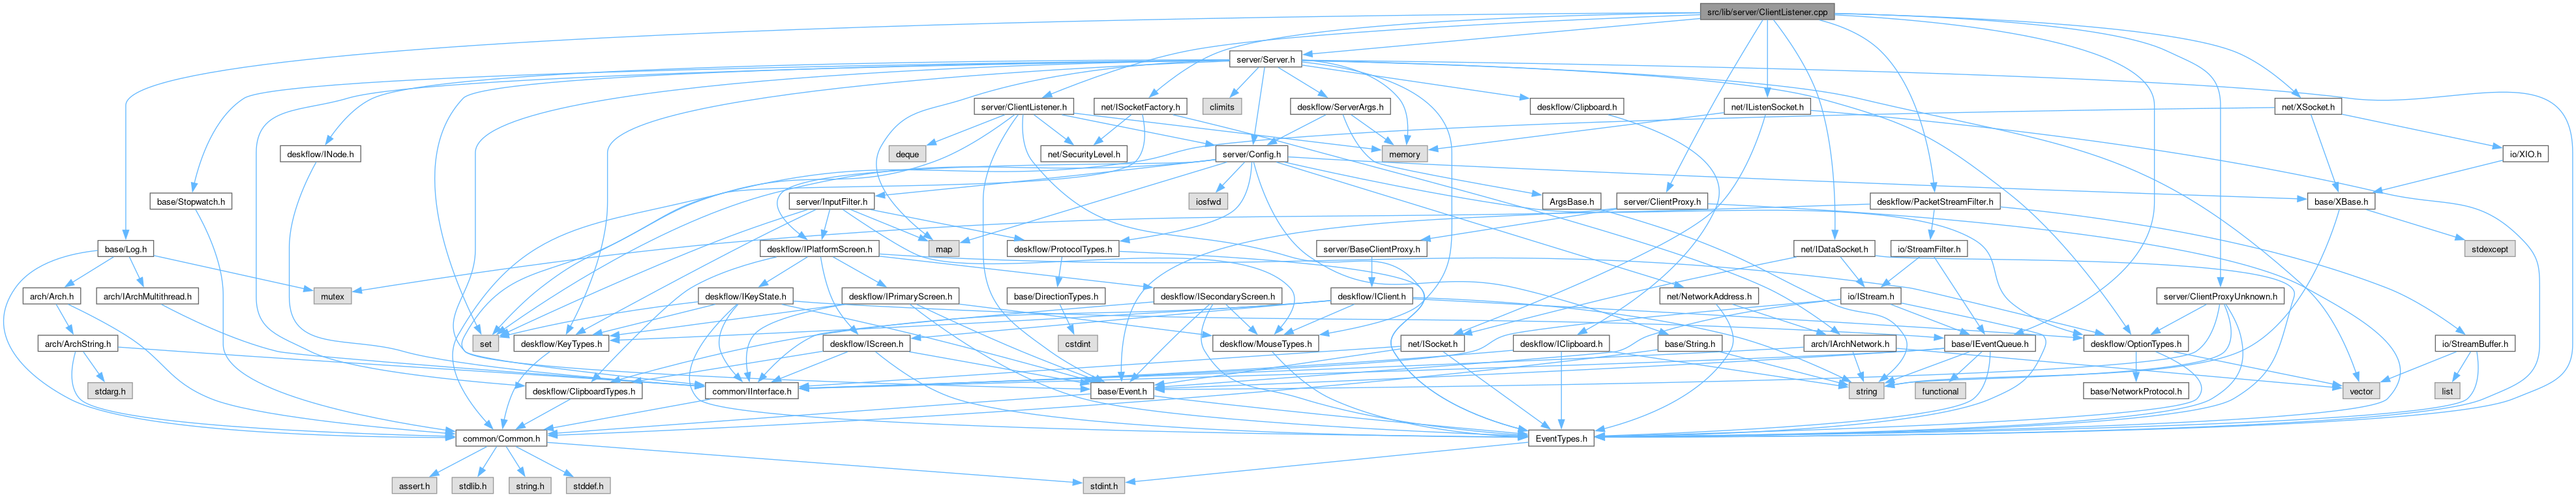 src/lib/server/ClientListener.cpp
server/Server.h
server/ClientListener.h
net/ISocketFactory.h
climits
deskflow/ServerArgs.h
deskflow/Clipboard.h
net/IListenSocket.h
net/XSocket.h
deskflow/INode.h
deque
net/SecurityLevel.h
server/Config.h
memory
io/XIO.h
base/Stopwatch.h
server/InputFilter.h
iosfwd
ArgsBase.h
server/ClientProxy.h
deskflow/PacketStreamFilter.h
base/XBase.h
base/Log.h
deskflow/IPlatformScreen.h
map
deskflow/ProtocolTypes.h
server/BaseClientProxy.h
net/IDataSocket.h
io/StreamFilter.h
stdexcept
arch/Arch.h
arch/IArchMultithread.h
mutex
deskflow/IKeyState.h
deskflow/IPrimaryScreen.h
base/DirectionTypes.h
deskflow/ISecondaryScreen.h
deskflow/IClient.h
net/NetworkAddress.h
io/IStream.h
server/ClientProxyUnknown.h
arch/ArchString.h
set
deskflow/KeyTypes.h
deskflow/IScreen.h
cstdint
deskflow/MouseTypes.h
net/ISocket.h
deskflow/IClipboard.h
base/String.h
arch/IArchNetwork.h
base/IEventQueue.h
deskflow/OptionTypes.h
io/StreamBuffer.h
stdarg.h
deskflow/ClipboardTypes.h
common/IInterface.h
base/Event.h
string
functional
base/NetworkProtocol.h
vector
list
common/Common.h
EventTypes.h
assert.h
stdlib.h
string.h
stddef.h
stdint.h